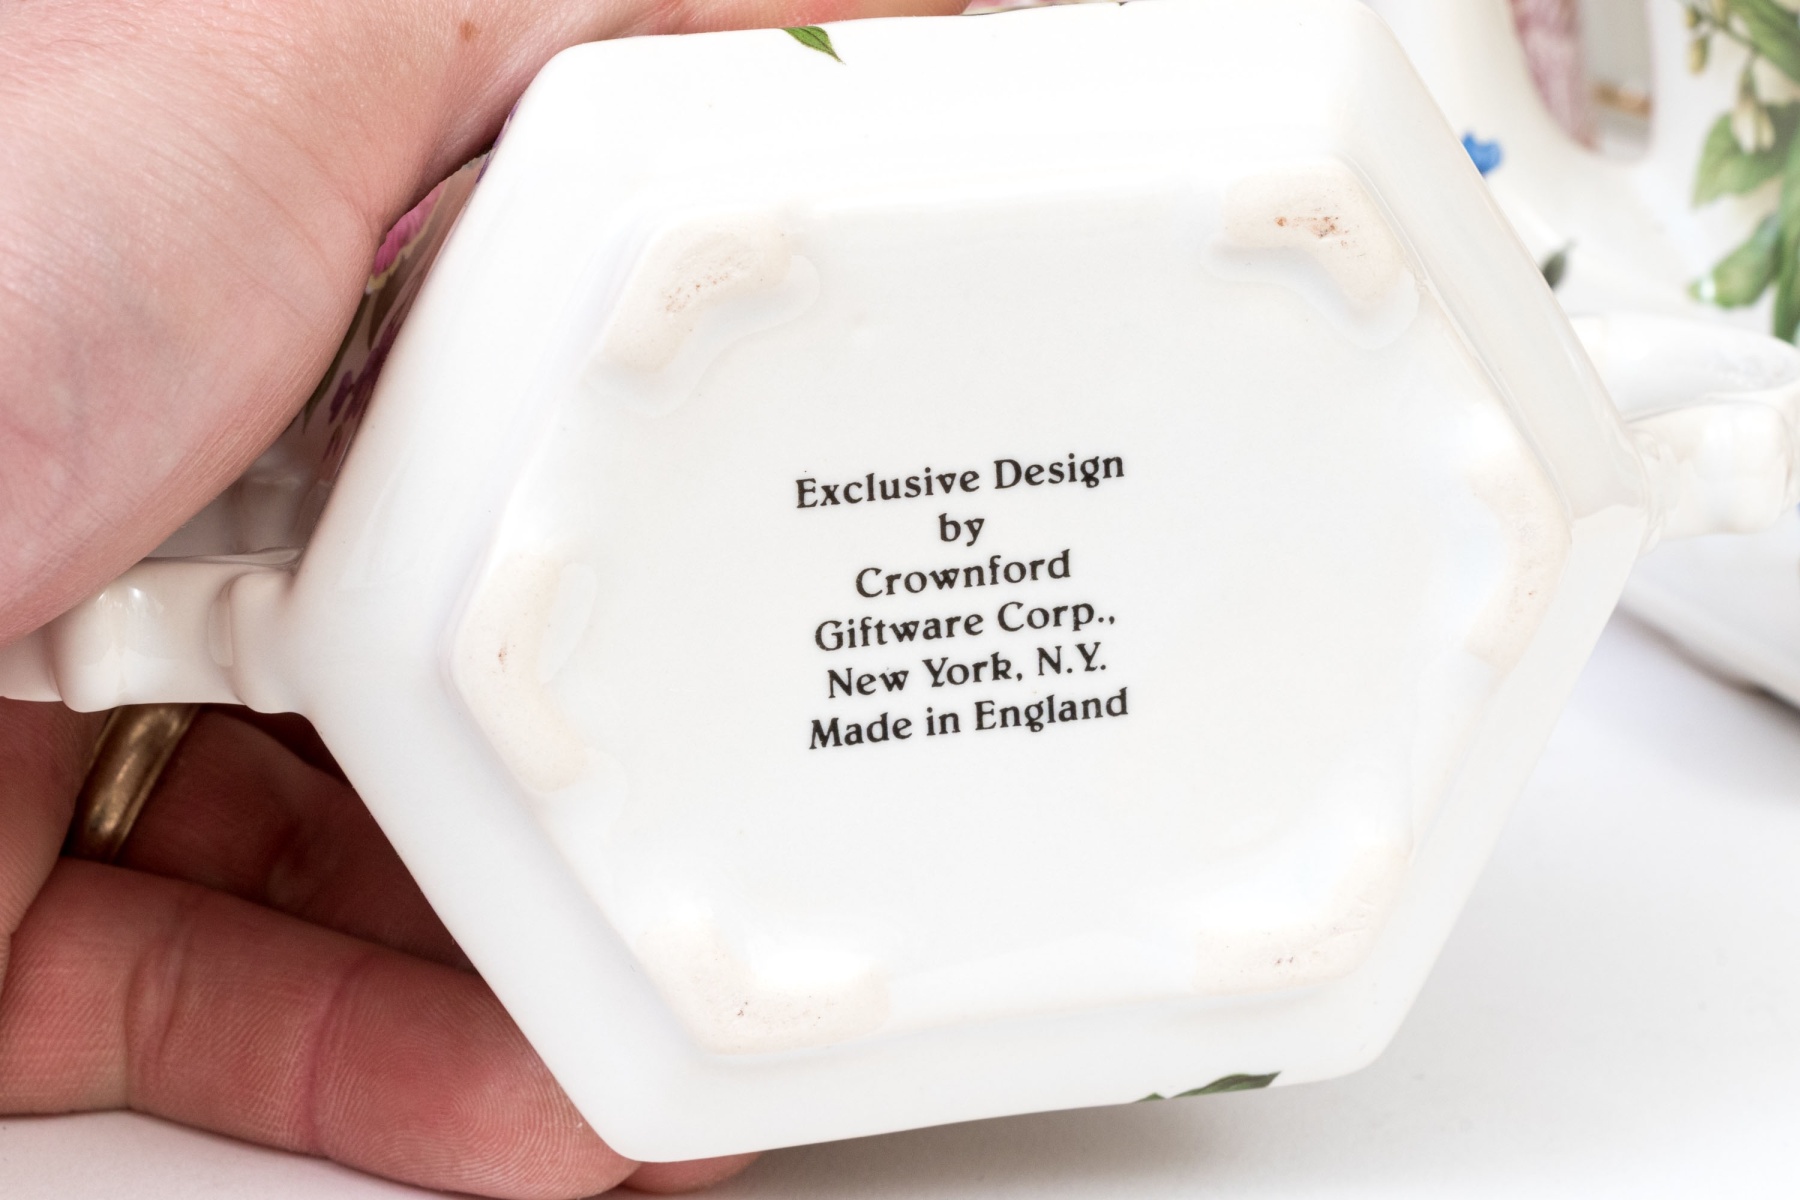 Exclusive Design
by
Crownford
Giftware Corp.,
New York, N.Y.
Made in England